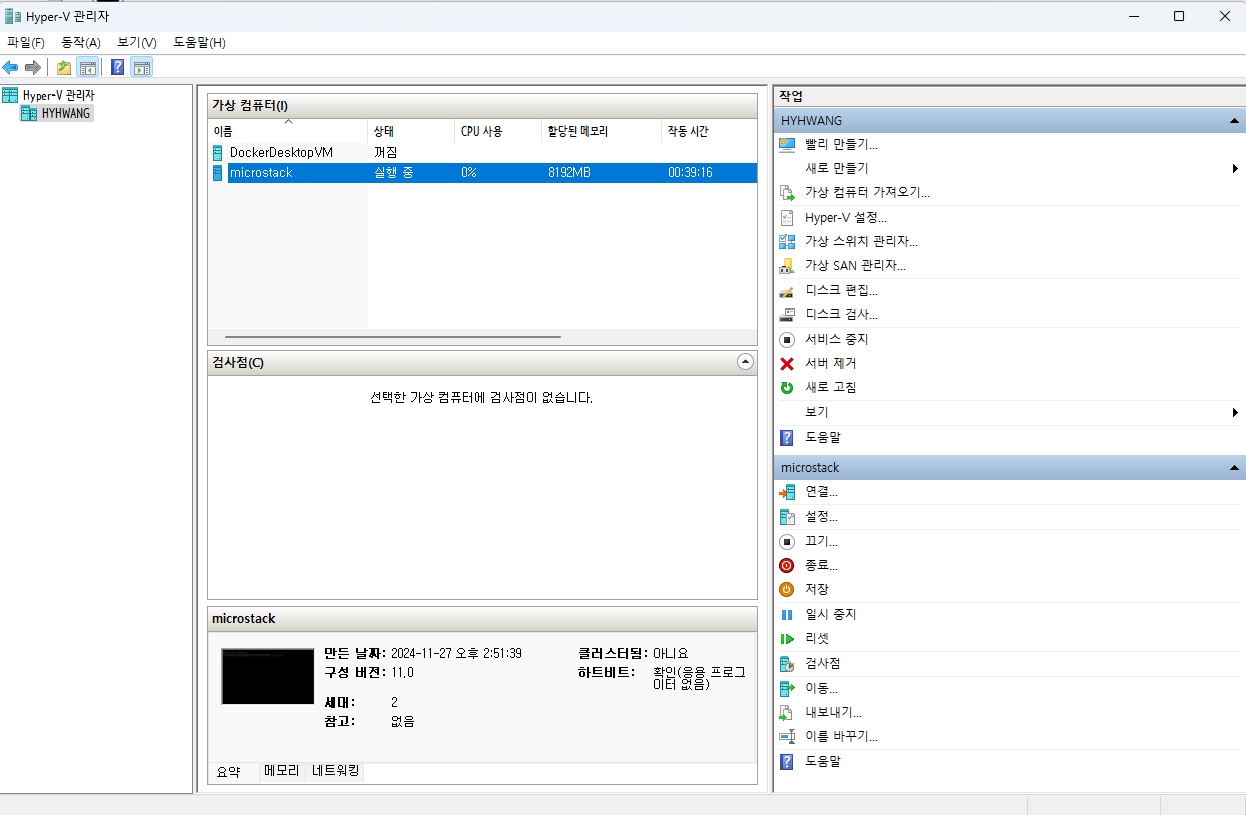 Hyper-V 관리자
파일(F) 동작(A) 보기(V) 도움말(H)
Hyper-V 관리자
HYHWANG
가상 컴퓨터(I)
이름 상태 CPU 사용 할당된 메모리 작동 시간
DockerDesktopVM 꺼짐
microstack 실행 중 0% 8192MB 00:39:16
검사점(C)
선택한 가상 컴퓨터에 검사점이 없습니다.
microstack
만든 날짜: 2024-11-27 오후 2:51:39
구성 버전: 11.0
세대: 2
참고: 없음
클러스터됨: 아니요
하트비트: 확인(응용 프로그
이터 없음)
요약 메모리 네트워킹
작업
HYHWANG
빨리 만들기...
새로 만들기
가상 컴퓨터 가져오기...
Hyper-V 설정...
가상 스위치 관리자...
가상 SAN 관리자...
디스크 편집...
디스크 검사...
서비스 중지
서버 제거
새로 고침
보기
도움말
microstack
연결...
설정...
끄기...
종료...
저장
일시 중지
리셋
검사점
이동...
내보내기...
이름 바꾸기...
도움말